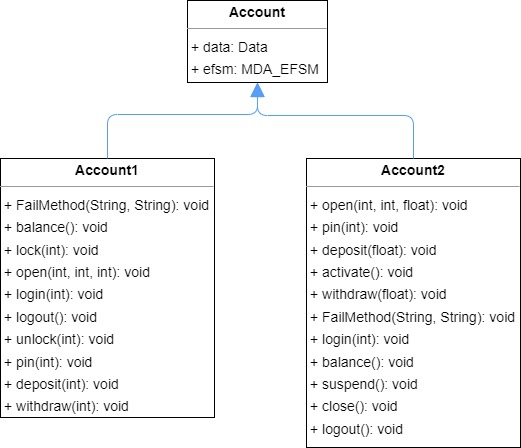 Account
+ data: Data
+ efsm: MDA_EFSM
Account1
+ FailMethod(String, String): void
+ balance(): void
+ lock(int): void
+ open(int, int, int): void
+ login(int): void
+ logout(): void
+ unlock(int): void
+ pin(int): void
+ deposit(int): void
+ withdraw(int): void
Account2
+ open(int, int, float): void
+ pin(int): void
+ deposit(float): void
+ activate(): void
+ withdraw(float): void
+ FailMethod(String, String): void
+ login(int): void
+ balance(): void
+ suspend(): void
+ close(): void
+ logout(): void